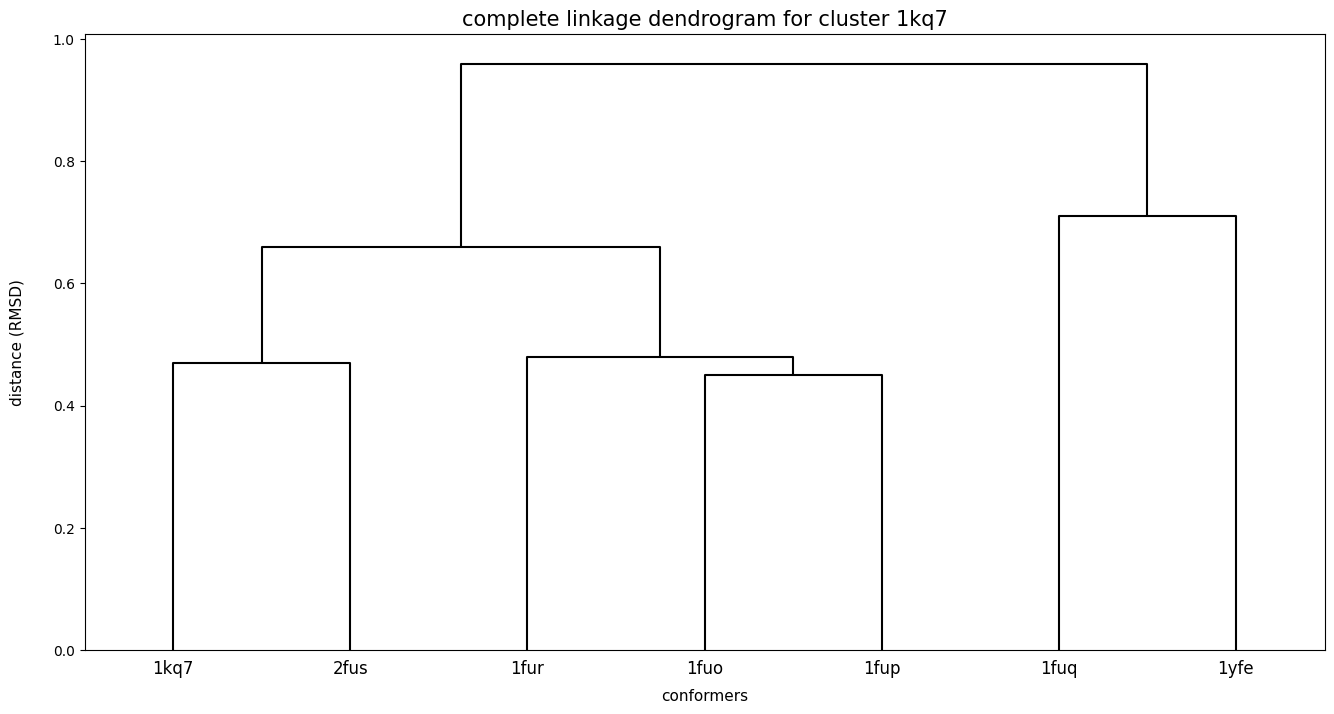 complete linkage dendrogram for cluster 1kq7
1.0
0.8
0.6
0.4
0.2
0.0
distance (RMSD)
1kq7 2fus 1fur 1fuo 1fup 1fuq 1yfe
conformers